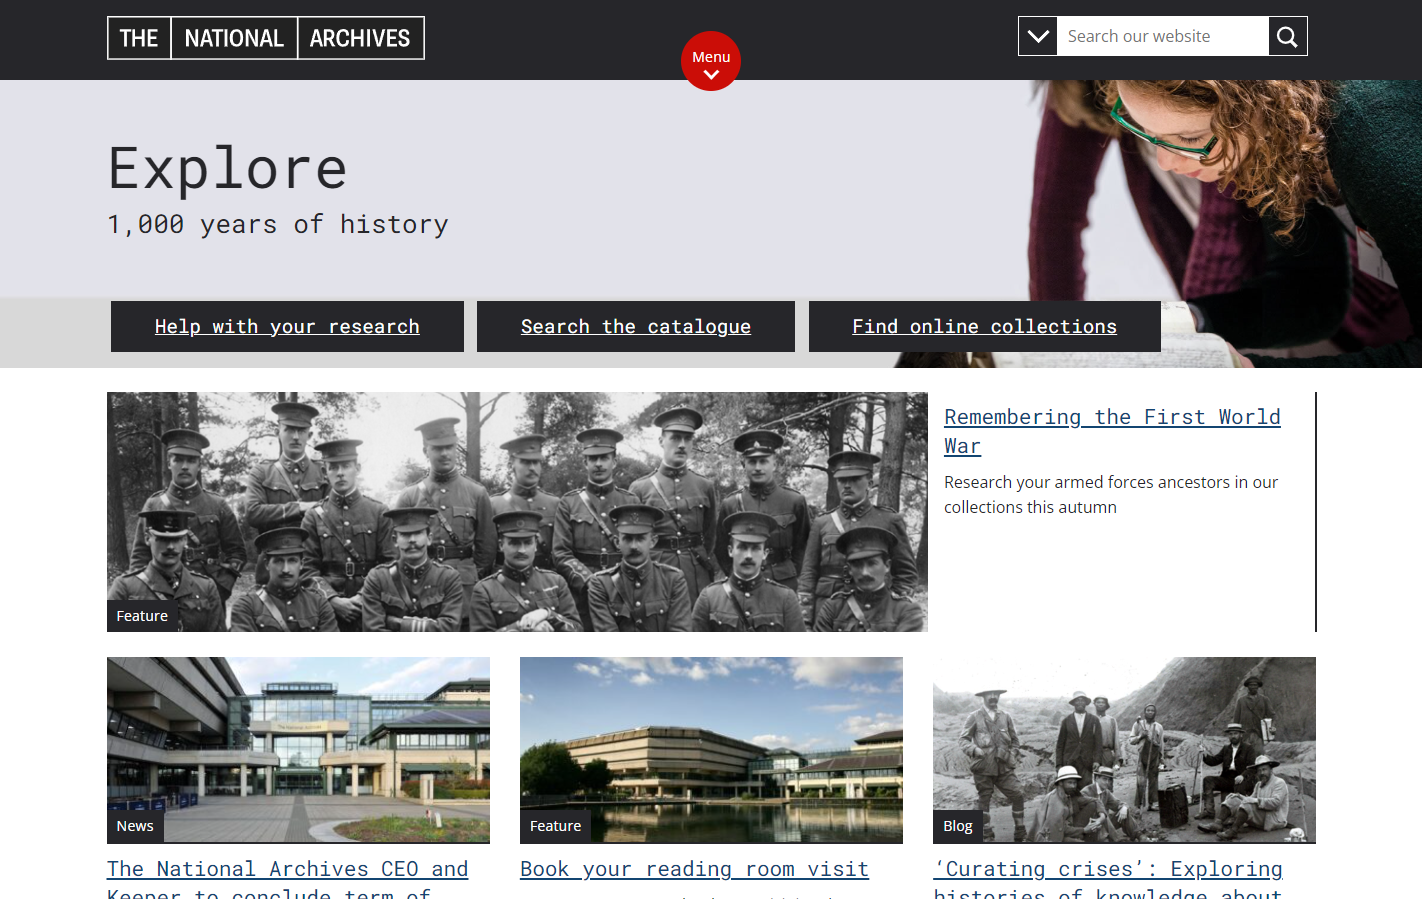 THE NATIONAL ARCHIVES
Menu
Search our website
Explore
1,000 years of history
Help with your research
Search the catalogue
Find online collections
Remembering the First World
War
Research your armed forces ancestors in our
collections this autumn
Feature
The National Archives
News
Feature
Blog
The National Archives CEO and
Keeper to conclude term of
Book your reading room visit
‘Curating crises’: Exploring
histories of knowledge about